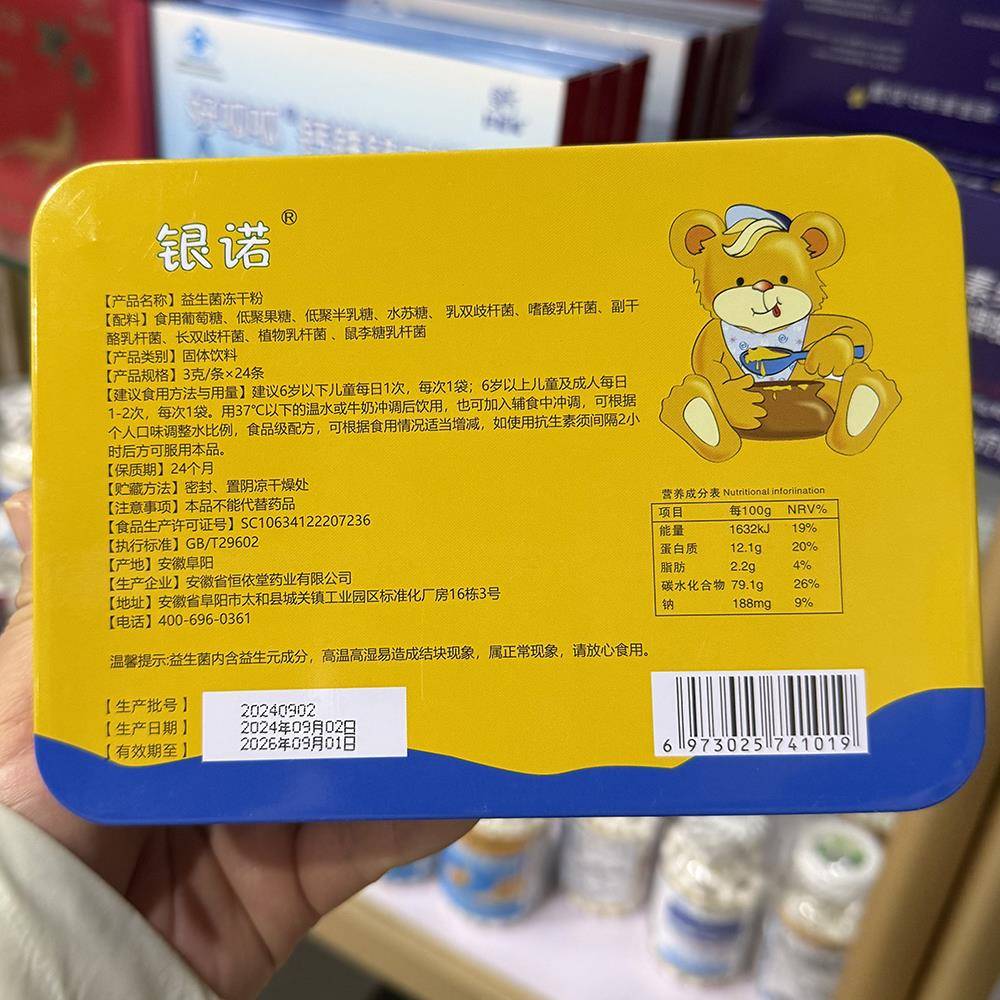 银诺®
【产品名称】益生菌冻干粉
【配料】食用葡萄糖、低聚果糖、低聚半乳糖、水苏糖、 乳双歧杆菌、嗜酸乳杆菌、副干
酪乳杆菌、长双歧杆菌、植物乳杆菌 、鼠李糖乳杆菌
【产品类别】固体饮料
【产品规格】3克/条×24条
【建议食用方法与用量】建议6岁以下儿童每日1次，每次1袋；6岁以上儿童及成人每日
1-2次，每次1袋。用37℃以下的温水或牛奶冲调后饮用，也可加入辅食中冲调，可根据
个人口味调整水比例，食品级配方，可根据食用情况适当增减，如使用抗生素须间隔2小
时后方可服用本品。
【保质期】24个月
【贮藏方法】密封、置阴凉干燥处
【注意事项】本品不能代替药品
【食品生产许可证号】SC10634122207236
【执行标准】GB/T29602
【产地】安徽阜阳
【生产企业】安徽省恒依堂药业有限公司
【地址】安徽省阜阳市太和县城关镇工业园区标准化厂房16栋3号
【电话】400-696-0361
温馨提示:益生菌内含益生元成分，高温高湿易造成结块现象，属正常现象，请放心食用。
【生产批号】 20240902
【生产日期】 2024年09月02日
【有效期至】 2026年09月01日
营养成分表 Nutritional inforiination
项目 每100g NRV%
能量 1632kJ 19%
蛋白质 12.1g 20%
脂肪 2.2g 4%
碳水化合物 79.1g 26%
钠 188mg 9%
6 973025 741019